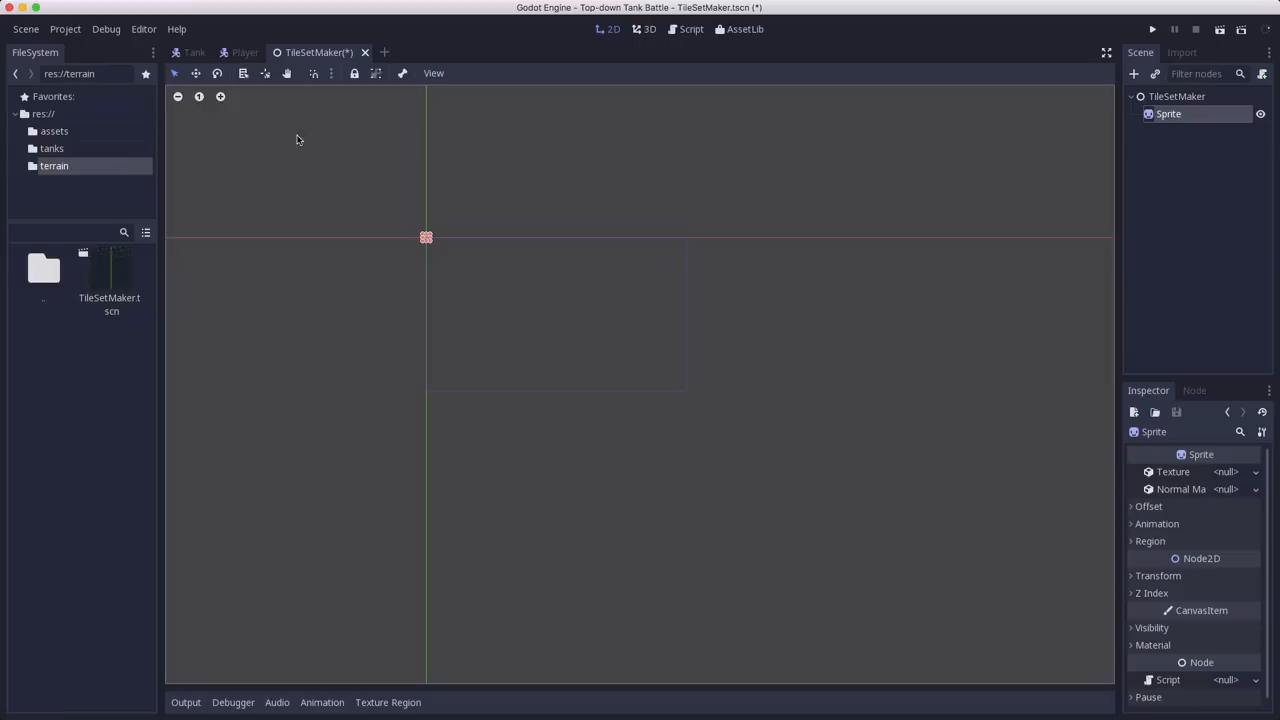 Godot Engine - Top-down Tank Battle - TileSetMaker.tscn (*)
Scene Project Debug Editor Help
2D 3D Script AssetLib
FileSystem
Tank Player TileSetMaker(*)
Scene Import
res://terrain
View
Filter nodes
Favorites:
res://
assets
tanks
terrain
1
TileSetMaker
Sprite
..
TileSetMaker.t
scn
Inspector Node
Sprite
Sprite
Texture <null>
Normal Ma <null>
Offset
Animation
Region
Node2D
Transform
Z Index
CanvasItem
Visibility
Material
Node
Script <null>
Pause
Output Debugger Audio Animation Texture Region